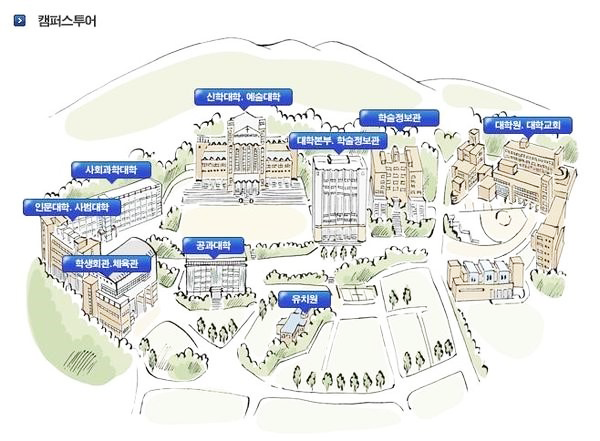 캠퍼스투어
신학대학. 예술대학
학술정보관
대학원. 대학교회
대학본부. 학술정보관
사회과학대학
인문대학. 사범대학
공과대학
학생회관. 체육관
유치원